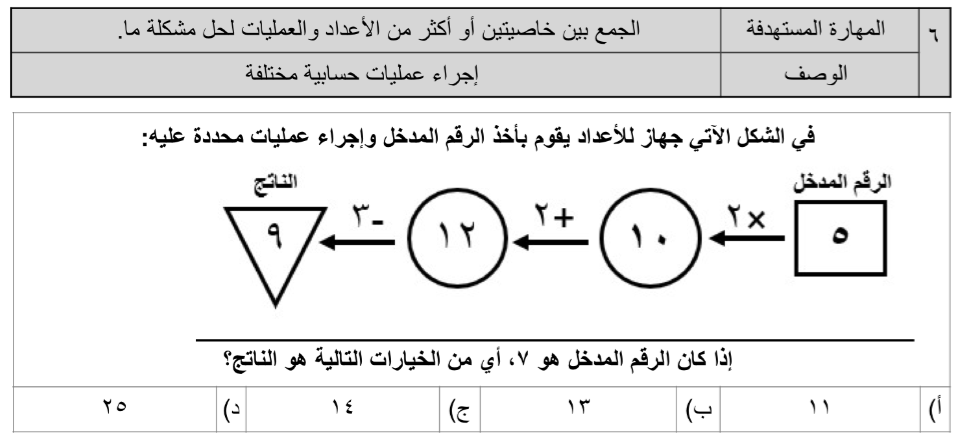 ٦ المهارة المستهدفة الجمع بين خاصيتين أو أكثر من الأعداد والعمليات لحل مشكلة ما.
الوصف إجراء عمليات حسابية مختلفة
في الشكل الآتي جهاز للأعداد يقوم بأخذ الرقم المدخل وإجراء عمليات محددة عليه:
الرقم المدخل الناتج
٥ ×٢ ١٠ +٢ ١٢ -٣ ٩
إذا كان الرقم المدخل هو ٧، أي من الخيارات التالية هو الناتج؟
أ) ١١ ب) ١٣ ج) ١٤ د) ٢٥